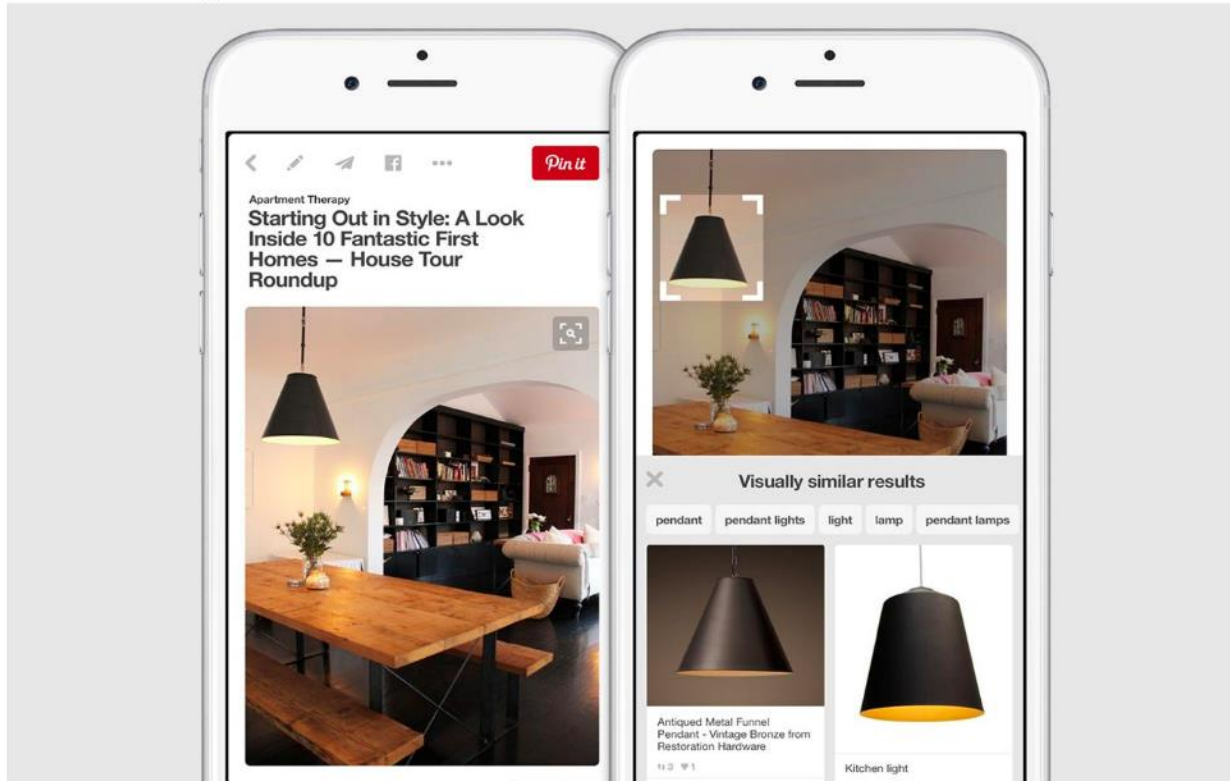 Pin it
Apartment Therapy
Starting Out in Style: A Look
Inside 10 Fantastic First
Homes — House Tour
Roundup
Visually similar results
pendant
pendant lights
light
lamp
pendant lamps
Antiqued Metal Funnel
Pendant - Vintage Bronze from
Restoration Hardware
3 1
Kitchen light